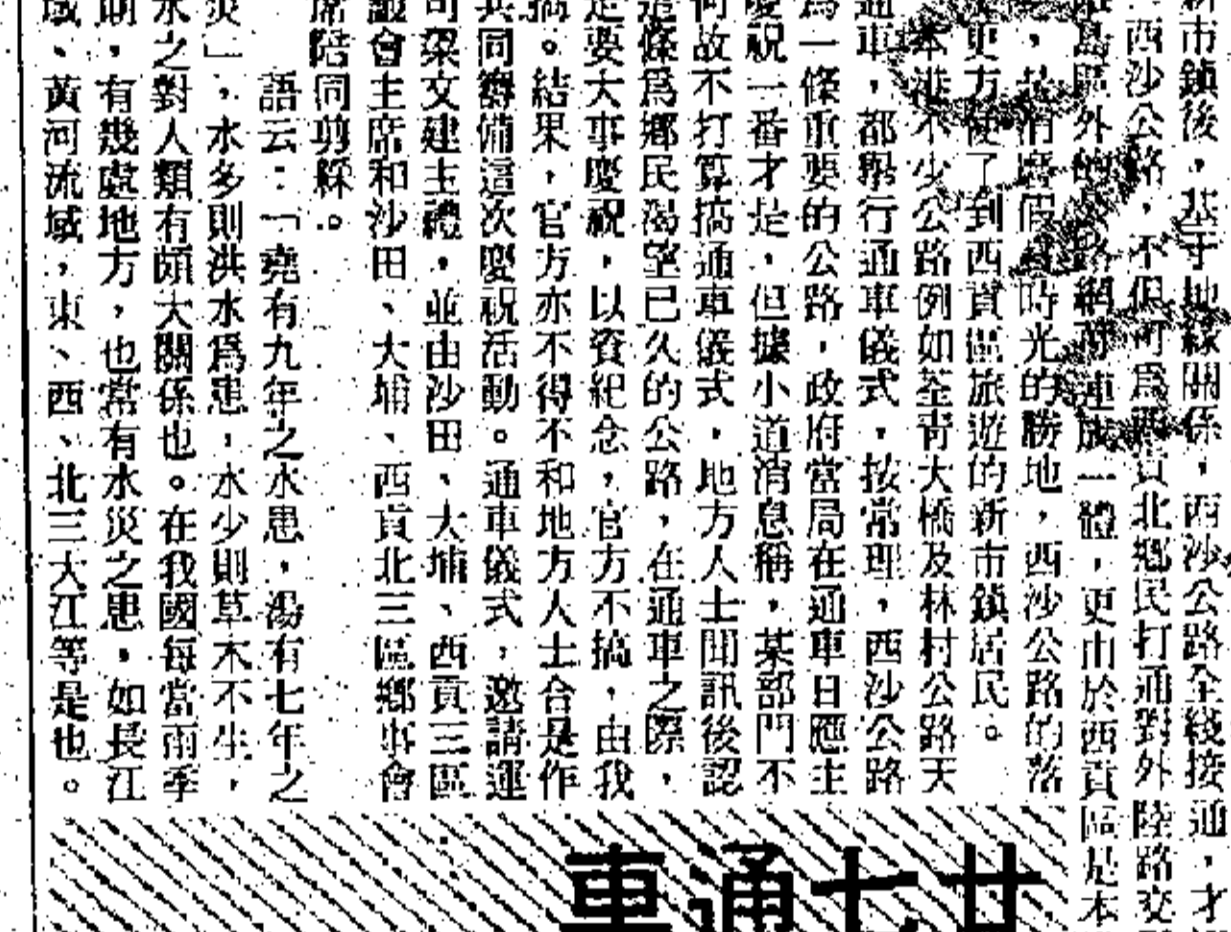 新市鎮後，基于地緣關係，西沙公路全綫接通，才
西沙公路，不但可爲西貢北鄉民打通對外陸路交
島區外的路網連成一體，更由於西貢區是本
，是消磨假時光的勝地，西沙公路的落
更方便了到西貢區旅遊的新市鎮居民。
本港不少公路例如荃青大橋及林村公路天
通車，都舉行通車儀式，按常理，西沙公路
爲一條重要的公路，政府當局在通車日應主
慶祝一番才是，但據小道消息稱，某部門不
何故不打算搞通車儀式，地方人士聞訊後認
這條爲鄉民渴望已久的公路，在通車之際，
是要大事慶祝，以資紀念，官方不搞，由我
搞。結果，官方亦不得不和地方人士合是作
共同籌備這次慶祝活動。通車儀式，邀請運
司梁文建主禮，並由沙田、大埔、西貢三區
議會主席和沙田、大埔、西貢北三區鄉事會
席陪同剪綵。
語云：「堯有九年之水患，湯有七年之
災」，水多則洪水爲患，水少則草木不生，
水之對人類有頗大關係也。在我國每當雨季
期，有幾處地方，也常有水災之患，如長江
域、黃河流域，東、西、北三大江等是也。
廿七通車